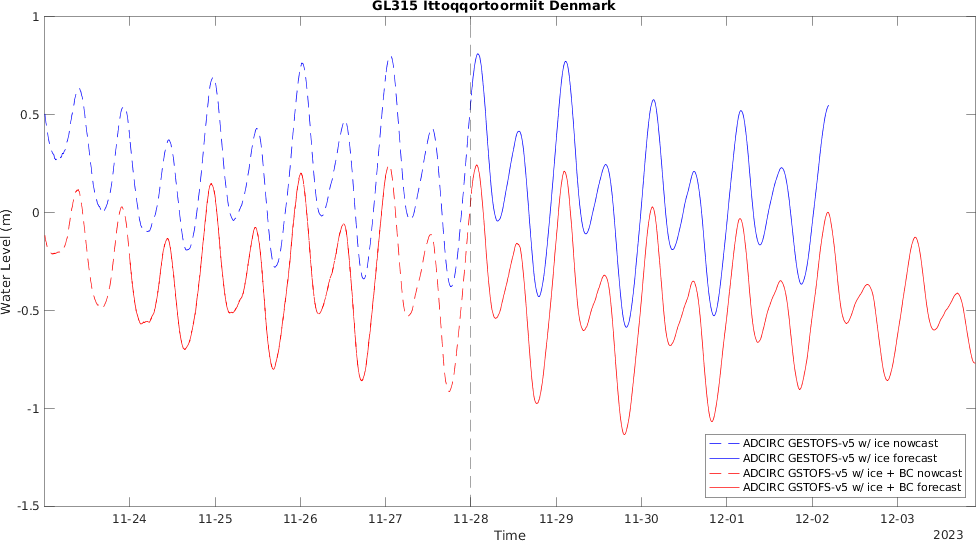 GL315 Ittoqqortoormiit Denmark
1
0.5
0
-0.5
-1
-1.5
Water Level (m)
ADCIRC GESTOFS-v5 w/ ice nowcast
ADCIRC GESTOFS-v5 w/ ice forecast
ADCIRC GSTOFS-v5 w/ ice + BC nowcast
ADCIRC GSTOFS-v5 w/ ice + BC forecast
11-24 11-25 11-26 11-27 11-28 11-29 11-30 12-01 12-02 12-03
Time
2023